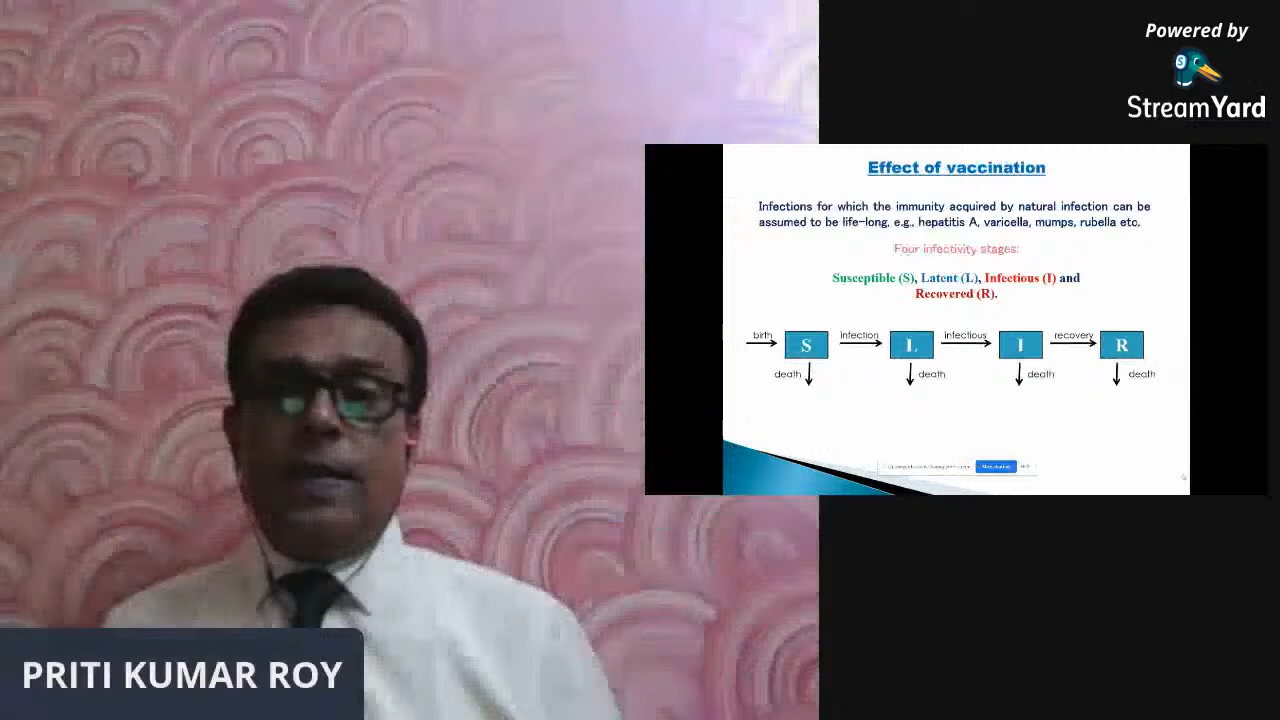 Powered by
StreamYard
Effect of vaccination
Infections for which the immunity acquired by natural infection can be
assumed to be life-long, e.g., hepatitis A, varicella, mumps, rubella etc.
Four infectivity stages:
Susceptible (S), Latent (L), Infectious (I) and
Recovered (R).
birth S infection L infectious I recovery R
death death death death
Stop sharing
PRITI KUMAR ROY